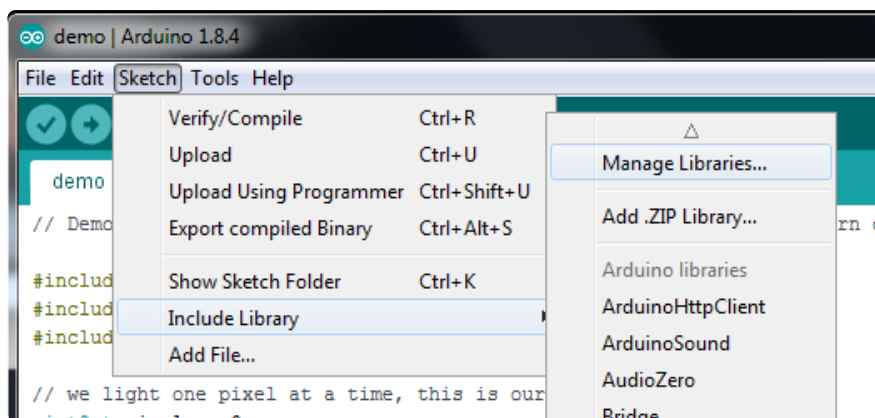 demo | Arduino 1.8.4
File Edit Sketch Tools Help
Verify/Compile Ctrl+R
Upload Ctrl+U
Upload Using Programmer Ctrl+Shift+U
Export compiled Binary Ctrl+Alt+S
Show Sketch Folder Ctrl+K
Include Library
Add File...
Manage Libraries...
Add .ZIP Library...
Arduino libraries
ArduinoHttpClient
ArduinoSound
AudioZero
Bridge
demo
// Demo
#includ
#includ
#includ
// we light one pixel at a time, this is our